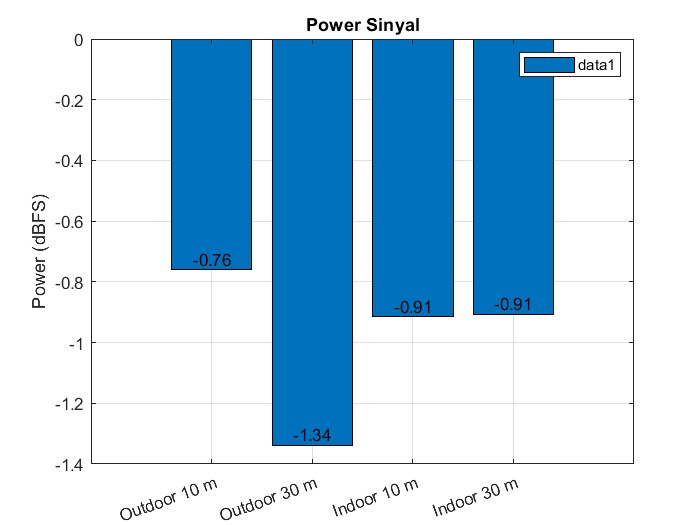 Power Sinyal
data1
Power (dBFS)
0
-0.2
-0.4
-0.6
-0.8
-1
-1.2
-1.4
-0.76
-1.34
-0.91
-0.91
Outdoor 10 m
Outdoor 30 m
Indoor 10 m
Indoor 30 m